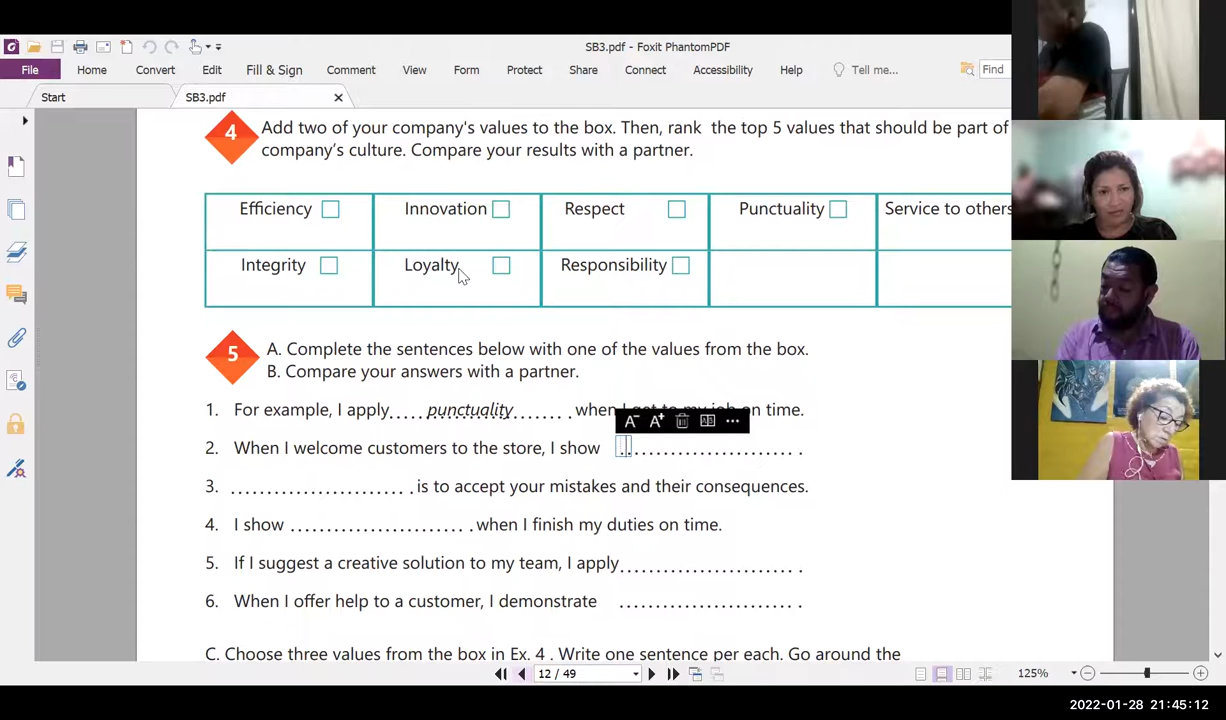 SB3.pdf - Foxit PhantomPDF
File Home Convert Edit Fill & Sign Comment View Form Protect Share Connect Accessibility Help Tell me... Find
Start SB3.pdf
4 Add two of your company's values to the box. Then, rank the top 5 values that should be part of
company's culture. Compare your results with a partner.
Efficiency Innovation Respect Punctuality Service to others
Integrity Loyalty Responsibility
5 A. Complete the sentences below with one of the values from the box.
B. Compare your answers with a partner.
1. For example, I apply..... punctuality....... when I get to my job on time.
2. When I welcome customers to the store, I show ........................ .
3. ........................ is to accept your mistakes and their consequences.
4. I show ........................ when I finish my duties on time.
5. If I suggest a creative solution to my team, I apply........................ .
6. When I offer help to a customer, I demonstrate ........................ .
C. Choose three values from the box in Ex. 4 . Write one sentence per each. Go around the
12 / 49 125%
2022-01-28 21:45:12